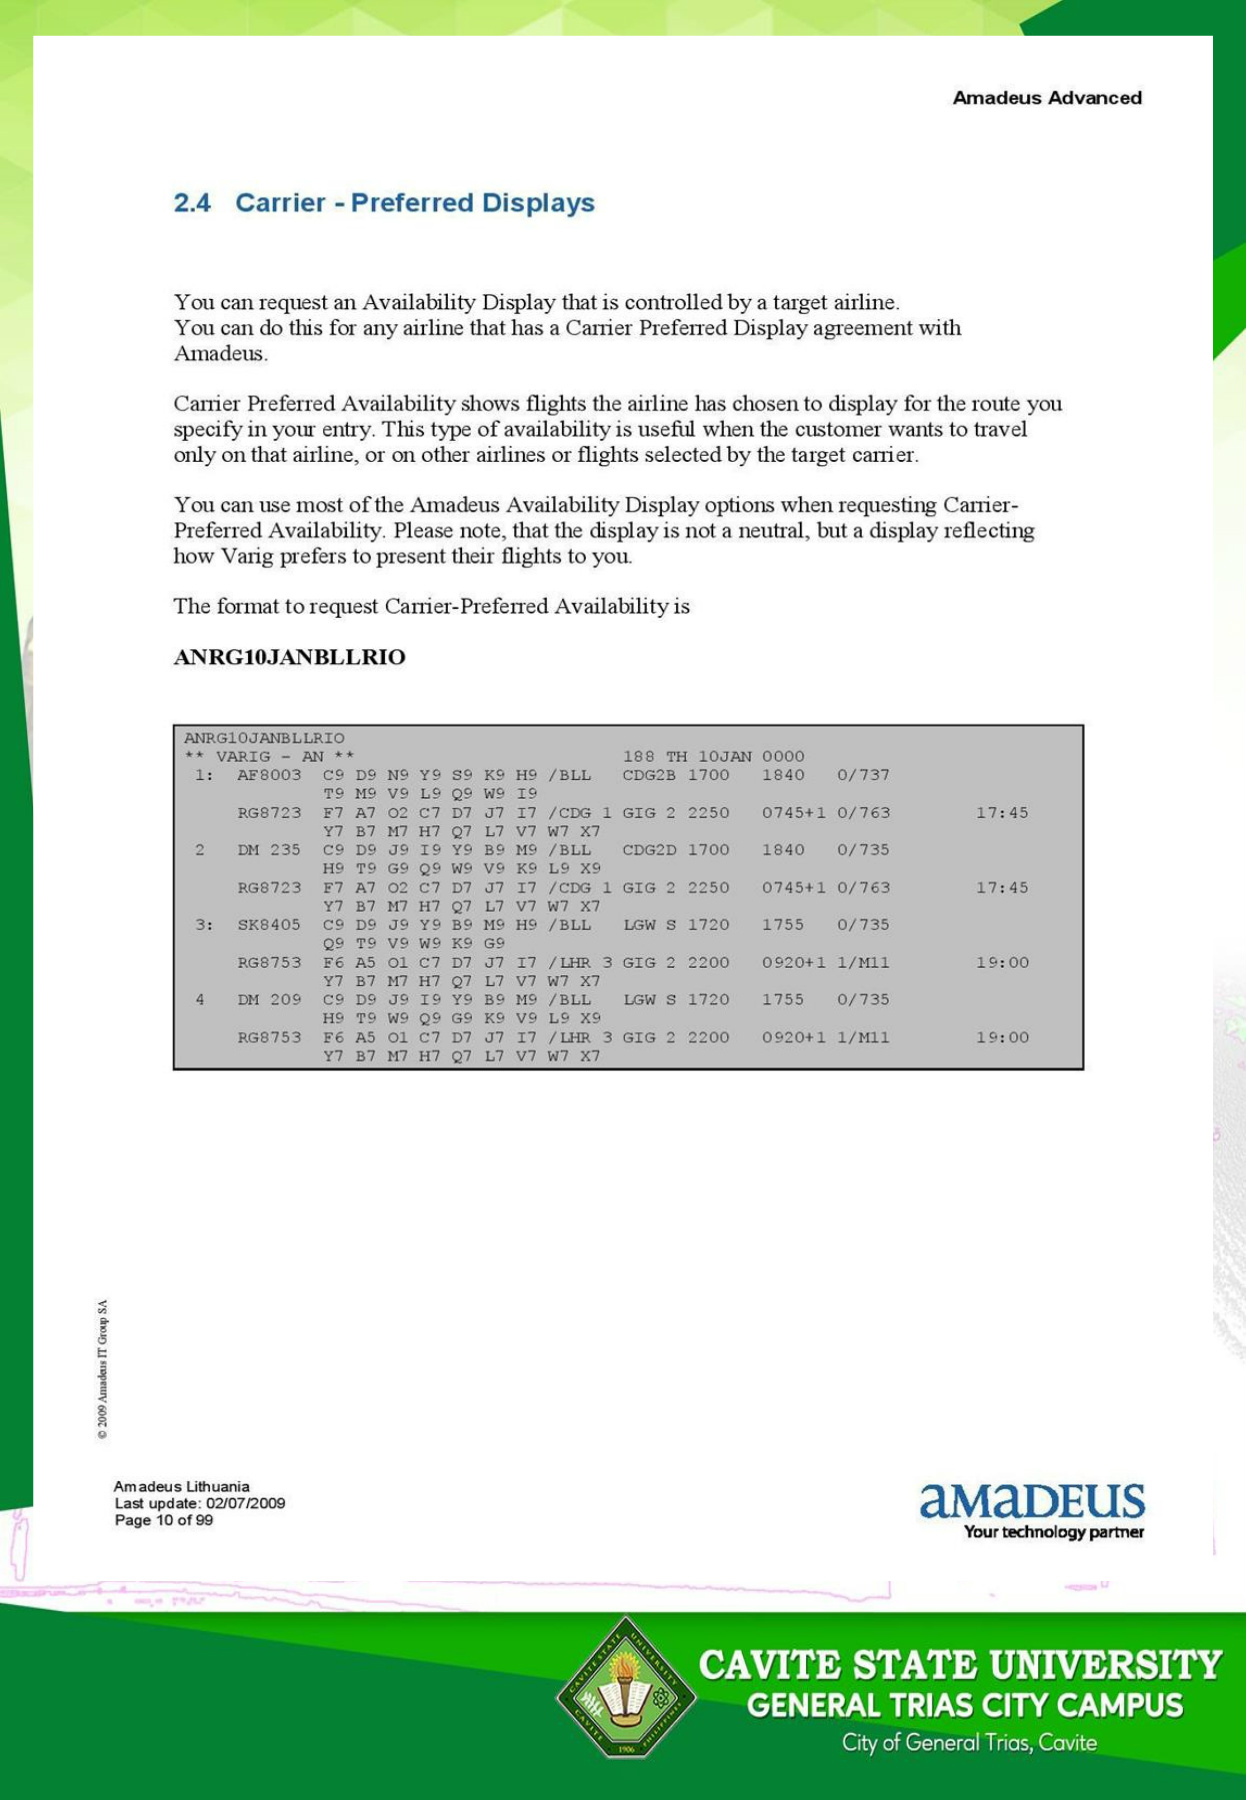 Amadeus Advanced
2.4 Carrier - Preferred Displays
You can request an Availability Display that is controlled by a target airline.
You can do this for any airline that has a Carrier Preferred Display agreement with
Amadeus.
Carrier Preferred Availability shows flights the airline has chosen to display for the route you
specify in your entry. This type of availability is useful when the customer wants to travel
only on that airline, or on other airlines or flights selected by the target carrier.
You can use most of the Amadeus Availability Display options when requesting Carrier-
Preferred Availability. Please note, that the display is not a neutral, but a display reflecting
how Varig prefers to present their flights to you.
The format to request Carrier-Preferred Availability is
ANRG10JANBLLRIO
ANRG10JANBLLRIO
** VARIG - AN ** 188 TH 10JAN 0000
1: AF8003 C9 D9 N9 Y9 S9 K9 H9 /BLL CDG2B 1700 1840 0/737
T9 M9 V9 L9 Q9 W9 I9
RG8723 F7 A7 O2 C7 D7 J7 I7 /CDG 1 GIG 2 2250 0745+1 0/763 17:45
Y7 B7 M7 H7 Q7 L7 V7 W7 X7
2 DM 235 C9 D9 J9 I9 Y9 B9 M9 /BLL CDG2D 1700 1840 0/735
H9 T9 G9 Q9 W9 V9 K9 L9 X9
RG8723 F7 A7 O2 C7 D7 J7 I7 /CDG 1 GIG 2 2250 0745+1 0/763 17:45
Y7 B7 M7 H7 Q7 L7 V7 W7 X7
3: SK8405 C9 D9 J9 Y9 B9 M9 H9 /BLL LGW S 1720 1755 0/735
Q9 T9 V9 W9 K9 G9
RG8753 F6 A5 O1 C7 D7 J7 I7 /LHR 3 GIG 2 2200 0920+1 1/M11 19:00
Y7 B7 M7 H7 Q7 L7 V7 W7 X7
4 DM 209 C9 D9 J9 I9 Y9 B9 M9 /BLL LGW S 1720 1755 0/735
H9 T9 W9 Q9 G9 K9 V9 L9 X9
RG8753 F6 A5 O1 C7 D7 J7 I7 /LHR 3 GIG 2 2200 0920+1 1/M11 19:00
Y7 B7 M7 H7 Q7 L7 V7 W7 X7
© 2009 Amadeus IT Group SA
Amadeus Lithuania
Last update: 02/07/2009
Page 10 of 99
aMaDEUS
Your technology partner
CAVITE STATE UNIVERSITY
CAVITE PHILIPPINES
1906
CAVITE STATE UNIVERSITY
GENERAL TRIAS CITY CAMPUS
City of General Trias, Cavite